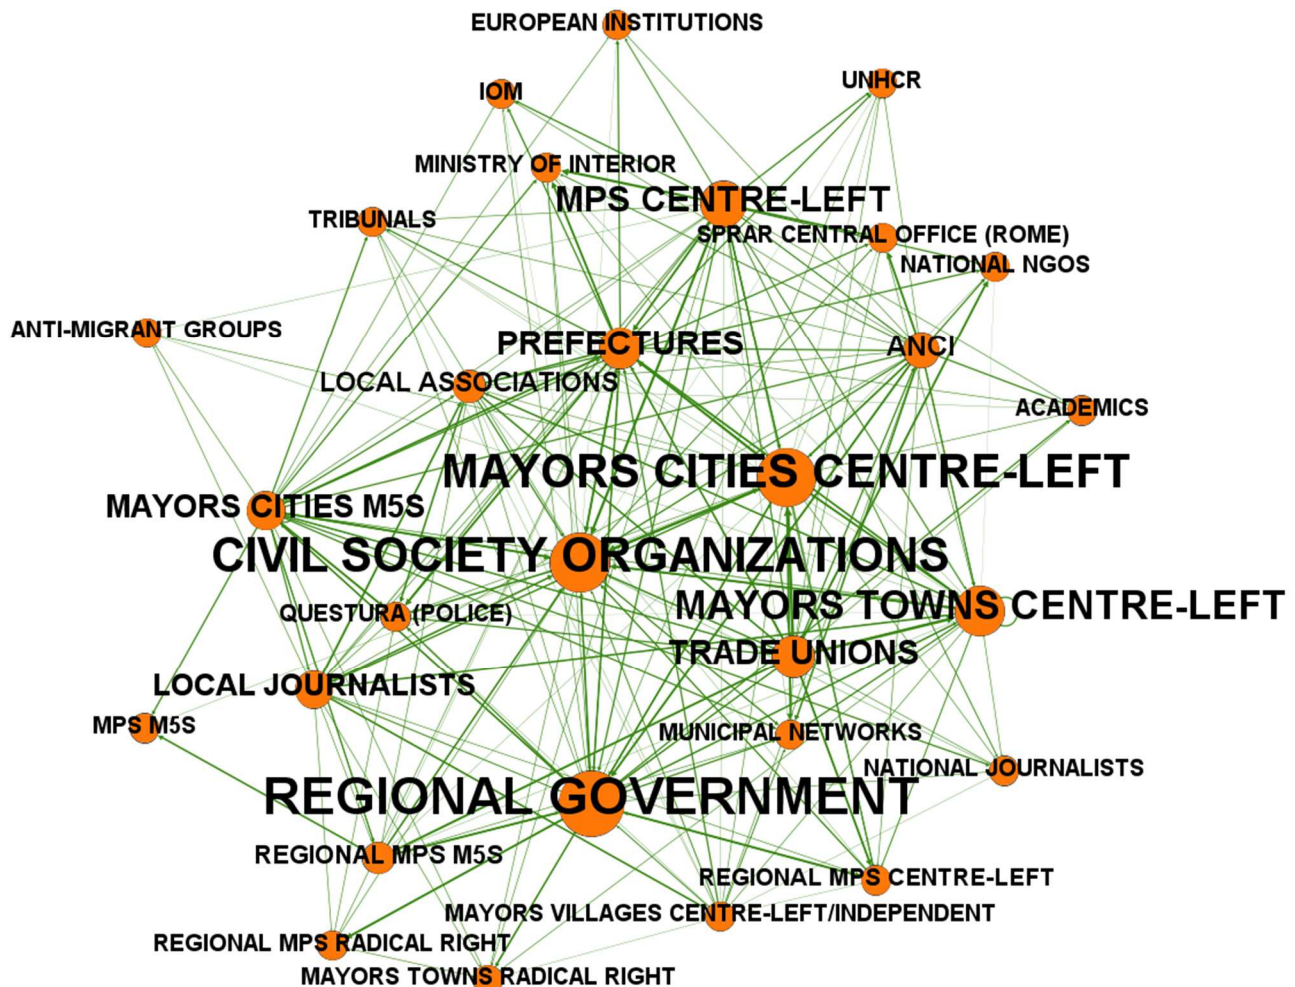 EUROPEAN INSTITUTIONS
UNHCR
IOM
MINISTRY OF INTERIOR
MPS CENTRE-LEFT
TRIBUNALS
SPRAR CENTRAL OFFICE (ROME)
NATIONAL NGOS
ANTI-MIGRANT GROUPS
PREFECTURES
ANCI
LOCAL ASSOCIATIONS
ACADEMICS
MAYORS CITIES CENTRE-LEFT
MAYORS CITIES M5S
CIVIL SOCIETY ORGANIZATIONS
MAYORS TOWNS CENTRE-LEFT
QUESTURA (POLICE)
TRADE UNIONS
LOCAL JOURNALISTS
MPS M5S
MUNICIPAL NETWORKS
NATIONAL JOURNALISTS
REGIONAL GOVERNMENT
REGIONAL MPS M5S
REGIONAL MPS CENTRE-LEFT
MAYORS VILLAGES CENTRE-LEFT/INDEPENDENT
REGIONAL MPS RADICAL RIGHT
MAYORS TOWNS RADICAL RIGHT